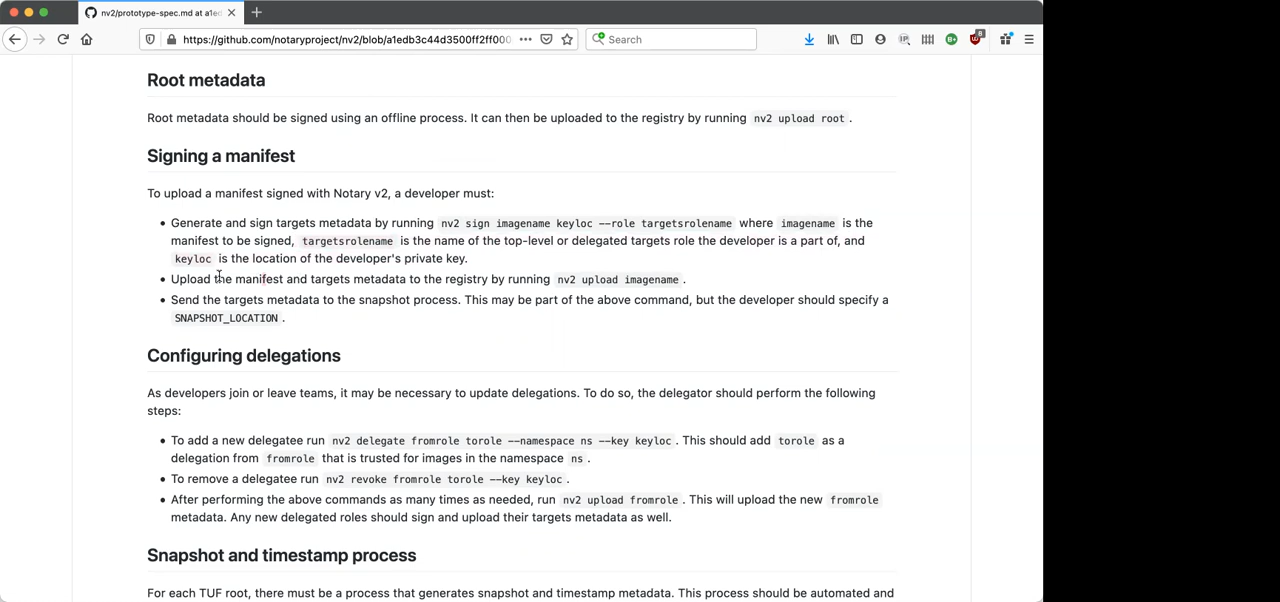 nv2/prototype-spec.md at a1ed
https://github.com/notaryproject/nv2/blob/a1edb3c44d3500ff2ff000
Search
8
Root metadata
Root metadata should be signed using an offline process. It can then be uploaded to the registry by running nv2 upload root .
Signing a manifest
To upload a manifest signed with Notary v2, a developer must:
• Generate and sign targets metadata by running nv2 sign imagename keyloc --role targetsrolename where imagename is the
manifest to be signed, targetsrolename is the name of the top-level or delegated targets role the developer is a part of, and
keyloc is the location of the developer's private key.
• Upload the manifest and targets metadata to the registry by running nv2 upload imagename .
• Send the targets metadata to the snapshot process. This may be part of the above command, but the developer should specify a
SNAPSHOT_LOCATION .
Configuring delegations
As developers join or leave teams, it may be necessary to update delegations. To do so, the delegator should perform the following
steps:
• To add a new delegatee run nv2 delegate fromrole torole --namespace ns --key keyloc . This should add torole as a
delegation from fromrole that is trusted for images in the namespace ns .
• To remove a delegatee run nv2 revoke fromrole torole --key keyloc .
• After performing the above commands as many times as needed, run nv2 upload fromrole . This will upload the new fromrole
metadata. Any new delegated roles should sign and upload their targets metadata as well.
Snapshot and timestamp process
For each TUF root, there must be a process that generates snapshot and timestamp metadata. This process should be automated and